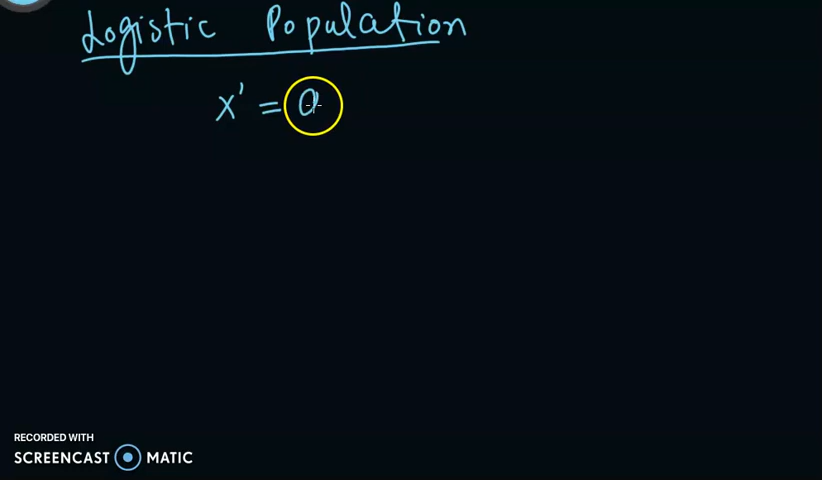 Logistic Population
x' = a
RECORDED WITH
SCREENCAST MATIC